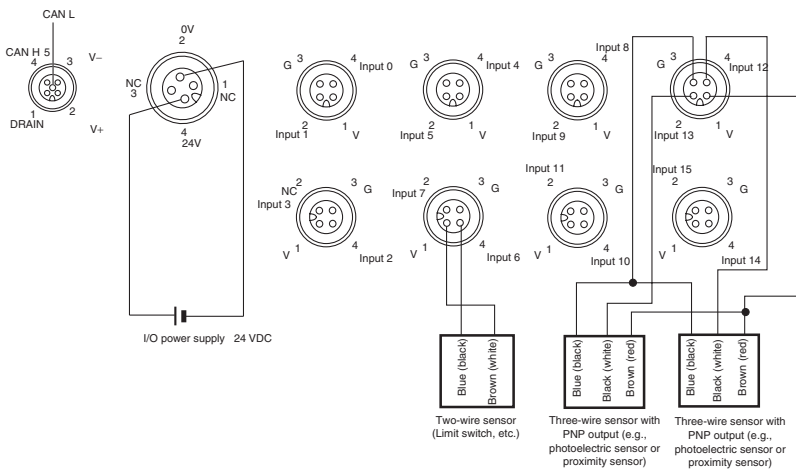 CAN L
CAN H 5
4
3
V–
1
DRAIN
2
V+
0V
2
NC
3
1
NC
4
24V
G 3
4
Input 0
2
Input 1
1
V
G 3
4
Input 4
2
Input 5
1
V
G 3
4
Input 8
2
Input 9
1
V
G 3
4
Input 12
2
Input 13
1
V
NC 2
Input 3
3
G
V 1
4
Input 2
Input 7
2
3
G
V 1
4
Input 6
Input 11
2
3
G
V 1
4
Input 10
Input 15
2
3
G
V 1
4
Input 14
I/O power supply 24 VDC
Blue (black)
Brown (white)
Blue (black)
Black (white)
Brown (red)
Blue (black)
Black (white)
Brown (red)
Two-wire sensor
(Limit switch, etc.)
Three-wire sensor with
PNP output (e.g.,
photoelectric sensor or
proximity sensor)
Three-wire sensor with
PNP output (e.g.,
photoelectric sensor or
proximity sensor)